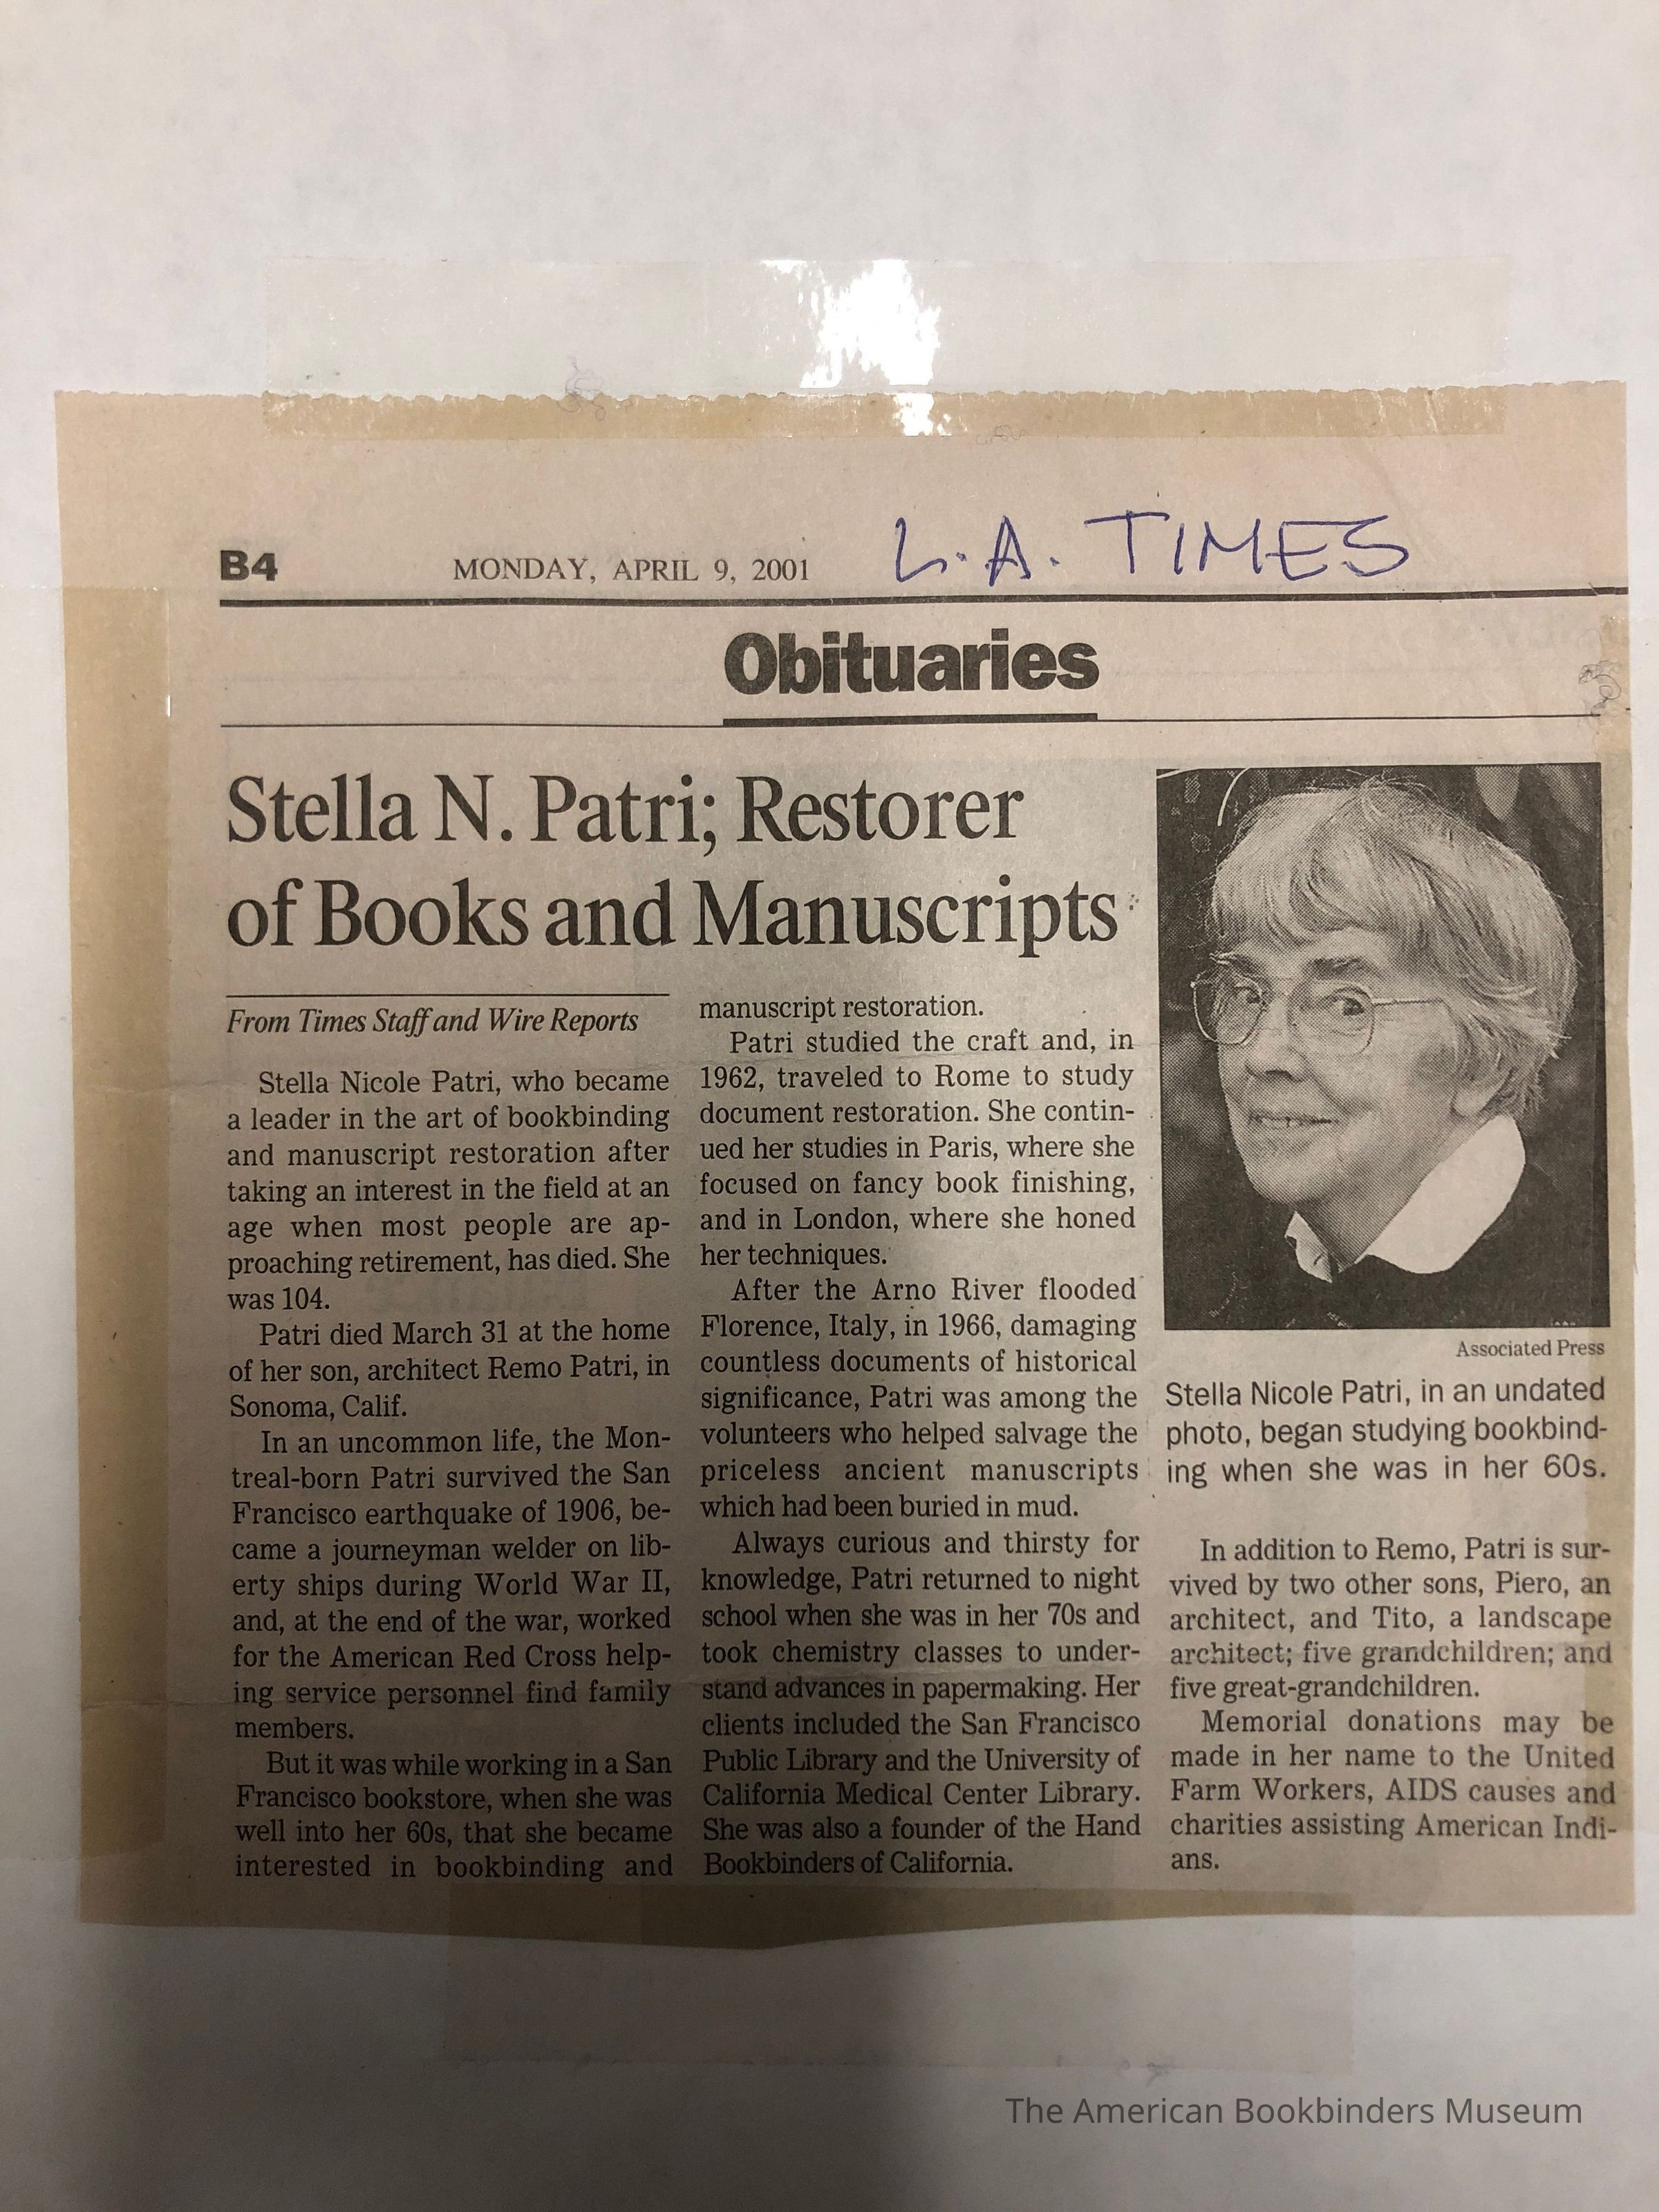 B4
MONDAY, APRIL 9, 2001
L.A. TIMES
Obituaries
Stella N. Patri; Restorer
of Books and Manuscripts
From Times Staff and Wire Reports
Stella Nicole Patri, who became
a leader in the art of bookbinding
and manuscript restoration after
taking an interest in the field at an
age when most people are ap-
proaching retirement, has died. She
was 104.
Patri died March 31 at the home
of her son, architect Remo Patri, in
Sonoma, Calif.
In an uncommon life, the Mon-
treal-born Patri survived the San
Francisco earthquake of 1906, be-
came a journeyman welder on lib-
erty ships during World War II,
and, at the end of the war, worked
for the American Red Cross help-
ing service personnel find family
members.
But it was while working in a San
Francisco bookstore, when she was
well into her 60s, that she became
interested in bookbinding and
manuscript restoration.
Patri studied the craft and, in
1962, traveled to Rome to study
document restoration. She contin-
ued her studies in Paris, where she
focused on fancy book finishing,
and in London, where she honed
her techniques.
After the Arno River flooded
Florence, Italy, in 1966, damaging
countless documents of historical
significance, Patri was among the
volunteers who helped salvage the
priceless ancient manuscripts
which had been buried in mud.
Always curious and thirsty for
knowledge, Patri returned to night
school when she was in her 70s and
took chemistry classes to under-
stand advances in papermaking. Her
clients included the San Francisco
Public Library and the University of
California Medical Center Library.
She was also a founder of the Hand
Bookbinders of California.
Associated Press
Stella Nicole Patri, in an undated
photo, began studying bookbind-
ing when she was in her 60s.
In addition to Remo, Patri is sur-
vived by two other sons, Piero, an
architect, and Tito, a landscape
architect; five grandchildren; and
five great-grandchildren.
Memorial donations may be
made in her name to the United
Farm Workers, AIDS causes and
charities assisting American Indi-
ans.
The American Bookbinders Museum